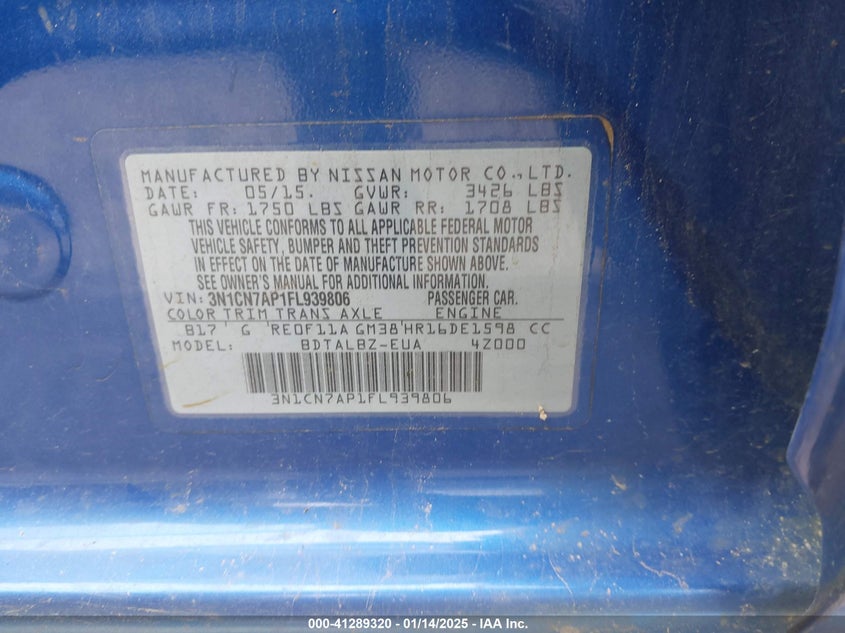 MANUFACTURED BY NISSAN MOTOR CO.,LTD.
DATE: 05/15. GVWR: 3426 LBS
GAWR FR: 1750 LBS GAWR RR: 1708 LBS
THIS VEHICLE CONFORMS TO ALL APPLICABLE FEDERAL MOTOR
VEHICLE SAFETY, BUMPER AND THEFT PREVENTION STANDARDS
IN EFFECT ON THE DATE OF MANUFACTURE SHOWN ABOVE.
SEE OWNER'S MANUAL FOR ADDITIONAL INFORMATION.
VIN: 3N1CN7AP1FL939806 PASSENGER CAR.
COLOR TRIM TRANS AXLE ENGINE
B17 ' G 'RE0F11A GM38'HR16DE1598 CC
MODEL: BDTALBZ-EUA 4Z000
3N1CN7AP1FL939806
000-41289320 - 01/14/2025 - IAA Inc.